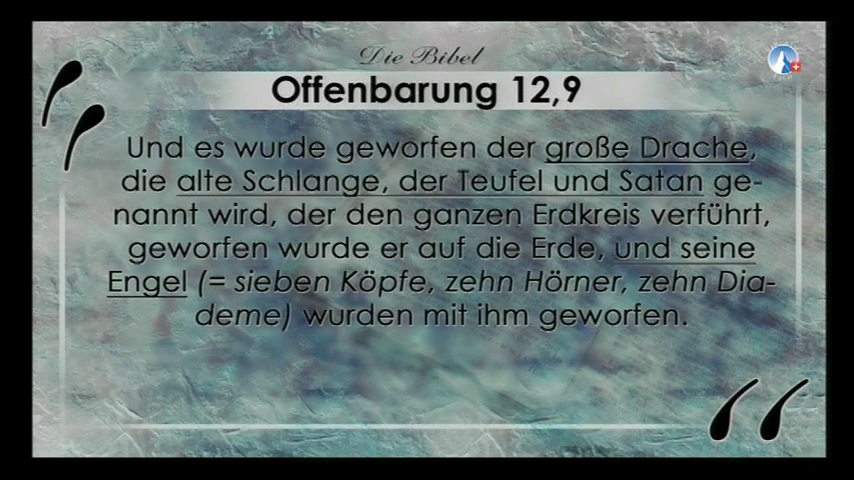 Die Bibel
Offenbarung 12,9
Und es wurde geworfen der große Drache,
die alte Schlange, der Teufel und Satan ge-
nannt wird, der den ganzen Erdkreis verführt,
geworfen wurde er auf die Erde, und seine
Engel (= sieben Köpfe, zehn Hörner, zehn Dia-
deme) wurden mit ihm geworfen.